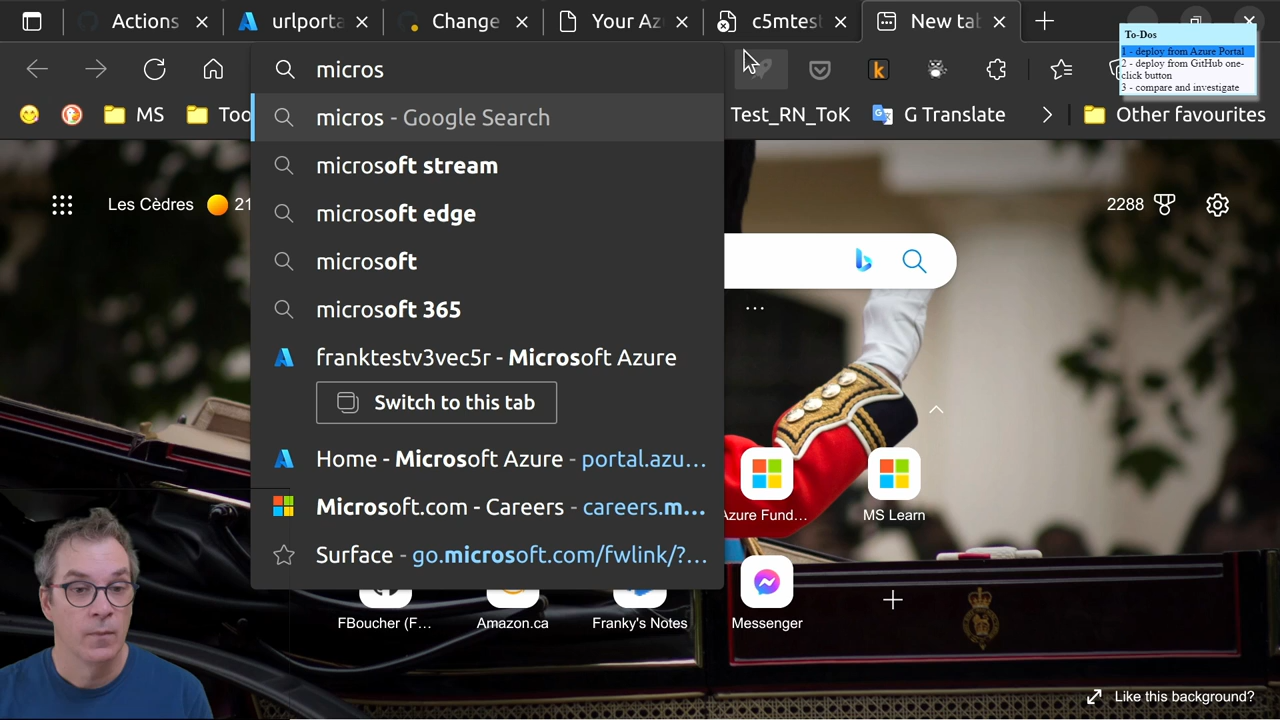 Actions
urlporta
Change
Your Az
c5mtes
New tab
To-Dos
1 - deploy from Azure Portal
2 - deploy from GitHub one-
click button
3 - compare and investigate
micros
MS
Too
Test_RN_ToK
G Translate
Other favourites
micros - Google Search
microsoft stream
microsoft edge
microsoft
microsoft 365
franktestv3vec5r - Microsoft Azure
Switch to this tab
Home - Microsoft Azure - portal.azu...
Microsoft.com - Careers - careers.m...
Surface - go.microsoft.com/fwlink/?...
Les Cèdres
21
2288
Azure Fund...
MS Learn
FBoucher (F...
Amazon.ca
Franky's Notes
Messenger
Like this background?